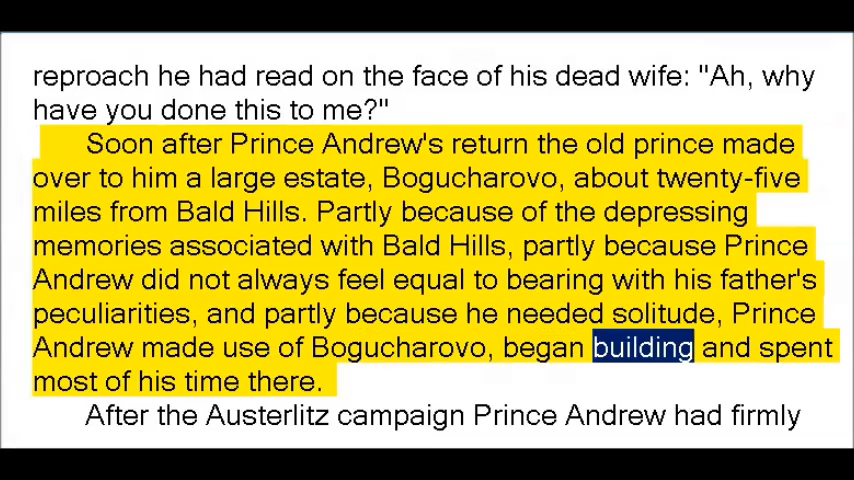 reproach he had read on the face of his dead wife: "Ah, why
have you done this to me?"
Soon after Prince Andrew's return the old prince made
over to him a large estate, Bogucharovo, about twenty-five
miles from Bald Hills. Partly because of the depressing
memories associated with Bald Hills, partly because Prince
Andrew did not always feel equal to bearing with his father's
peculiarities, and partly because he needed solitude, Prince
Andrew made use of Bogucharovo, began building and spent
most of his time there.
After the Austerlitz campaign Prince Andrew had firmly